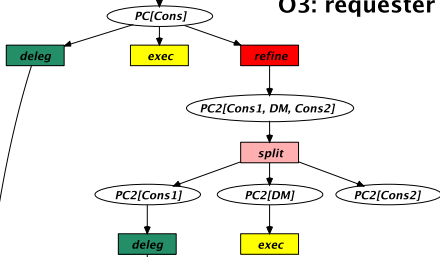 O3: requester
PC[Cons]
deleg exec refine
PC2[Cons1, DM, Cons2]
split
PC2[Cons1] PC2[DM] PC2[Cons2]
deleg exec